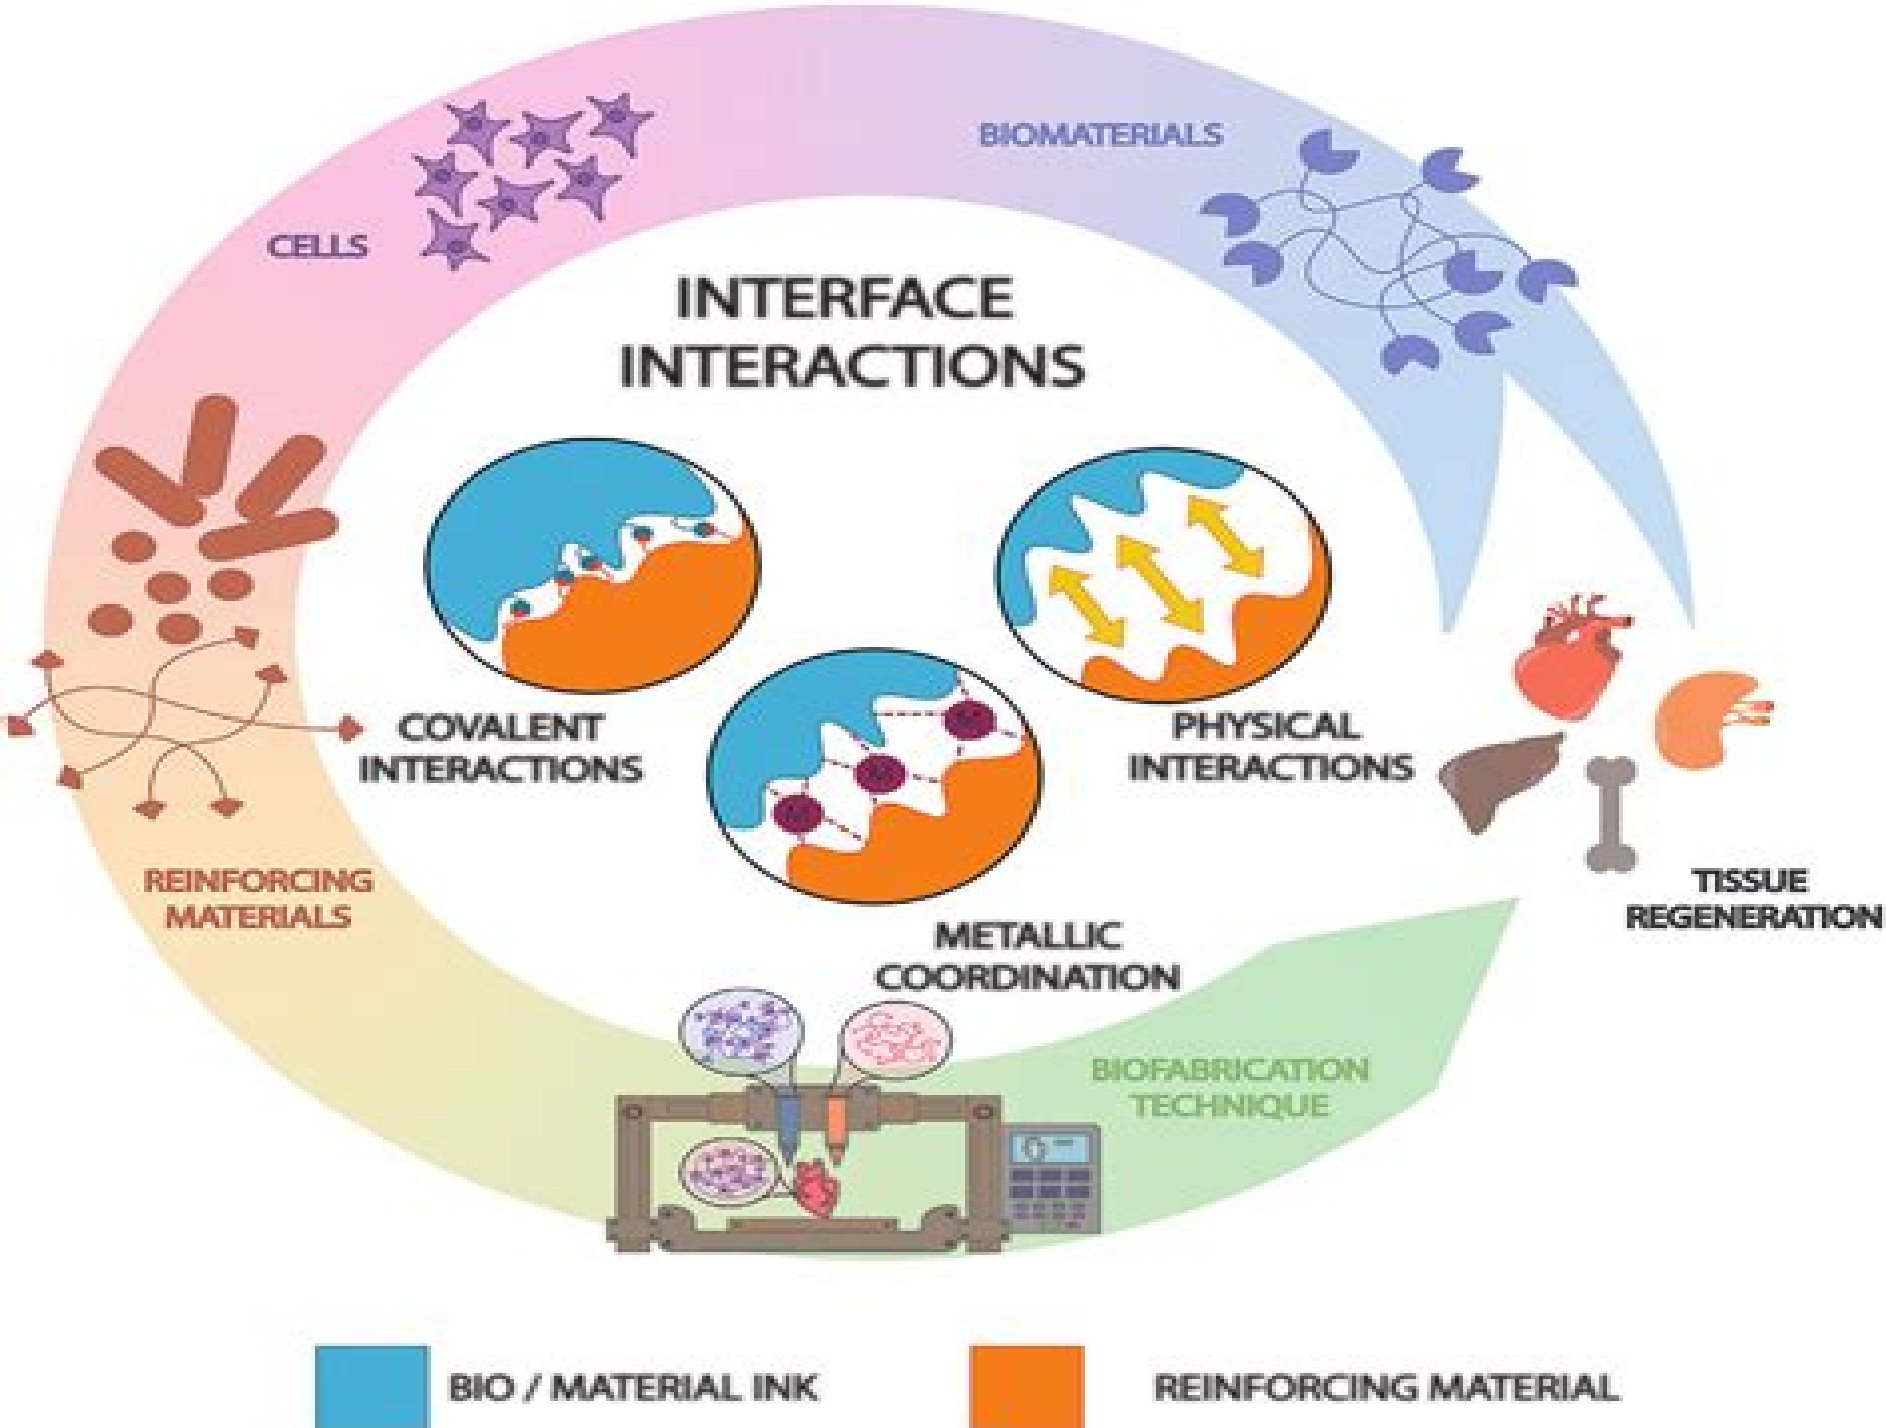 BIOMATERIALS
CELLS
INTERFACE
INTERACTIONS
COVALENT
INTERACTIONS
PHYSICAL
INTERACTIONS
REINFORCING
MATERIALS
TISSUE
REGENERATION
METALLIC
COORDINATION
BIOFABRICATION
TECHNIQUE
BIO / MATERIAL INK
REINFORCING MATERIAL